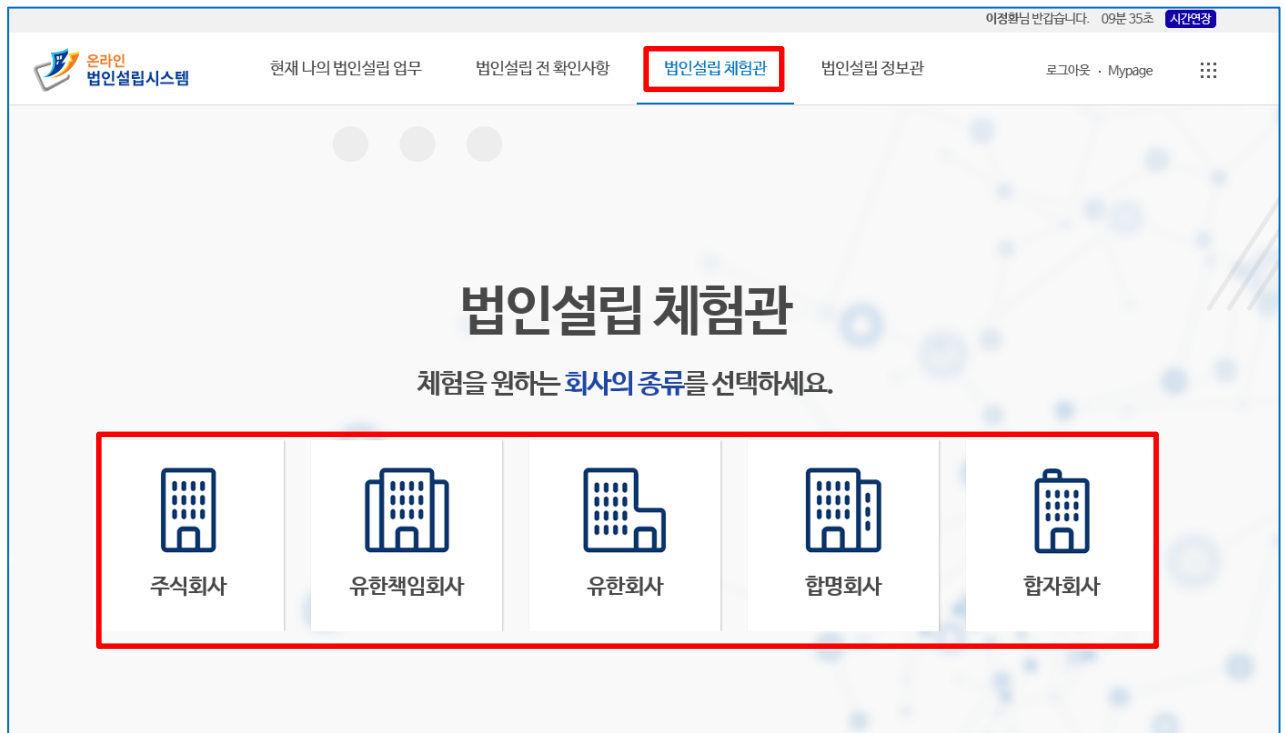 이정환님 반갑습니다. 09분 35초 시간연장
온라인
법인설립시스템
현재 나의 법인설립 업무 법인설립 전 확인사항 법인설립 체험관 법인설립 정보관 로그아웃 · Mypage
법인설립 체험관
체험을 원하는 회사의 종류를 선택하세요.
주식회사 유한책임회사 유한회사 합명회사 합자회사